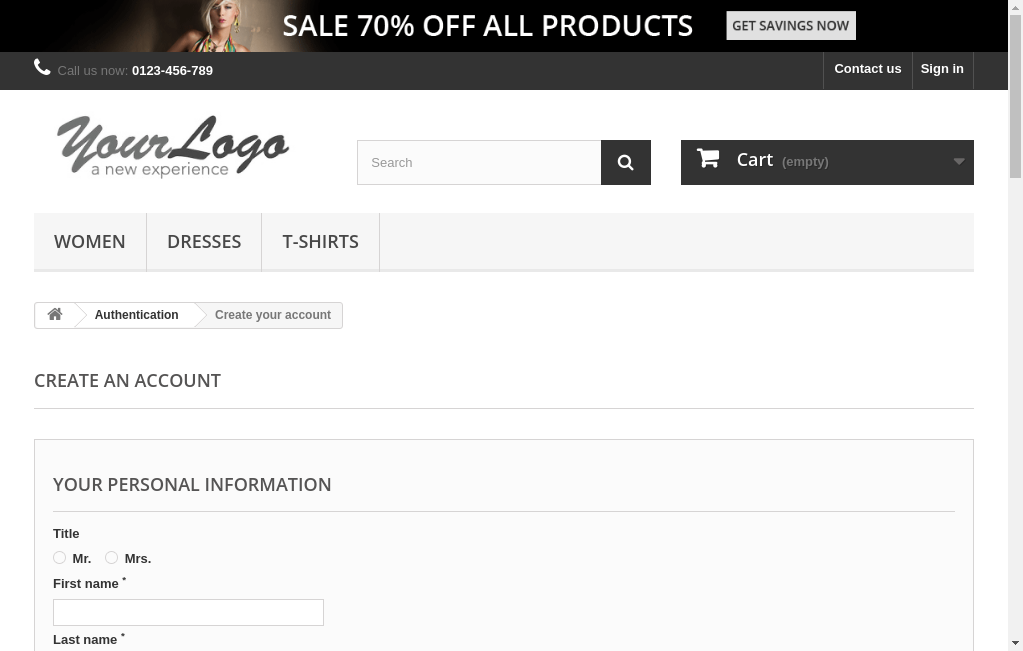 SALE 70% OFF ALL PRODUCTS GET SAVINGS NOW
Call us now: 0123-456-789 Contact us Sign in
YourLogo
a new experience
Search
Cart (empty)
WOMEN DRESSES T-SHIRTS
Authentication Create your account
CREATE AN ACCOUNT
YOUR PERSONAL INFORMATION
Title
Mr. Mrs.
First name *
Last name *